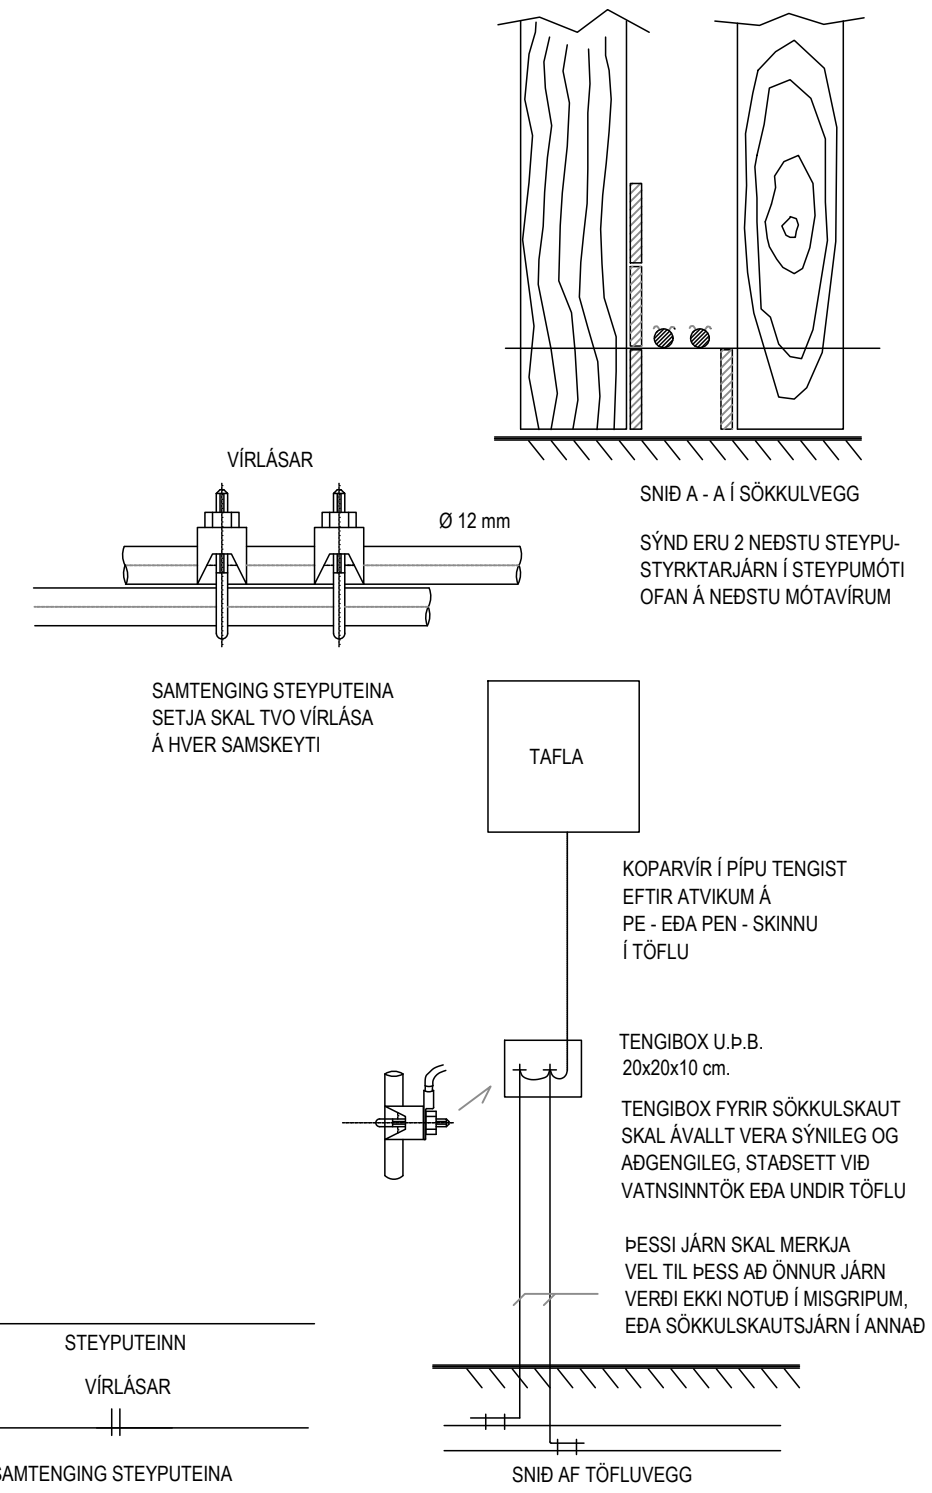 SNIÐ A - A Í SÖKKULVEGG
SÝND ERU 2 NEÐSTU STEYPU-
STYRKTARJÁRN Í STEYPUMÓTI
OFAN Á NEÐSTU MÓTAVÍRUM
VÍRLÁSAR
Ø 12 mm
SAMTENGING STEYPUTEINA
SETJA SKAL TVO VÍRLÁSA
Á HVER SAMSKEYTI
TAFLA
KOPARVÍR Í PÍPU TENGIST
EFTIR ATVIKUM Á
PE - EÐA PEN - SKINNU
Í TÖFLU
TENGIBOX U.Þ.B.
20x20x10 cm.
TENGIBOX FYRIR SÖKKULSKAUT
SKAL ÁVALLT VERA SÝNILEG OG
AÐGENGILEG, STAÐSETT VIÐ
VATNSINNTÖK EÐA UNDIR TÖFLU
ÞESSI JÁRN SKAL MERKJA
VEL TIL ÞESS AÐ ÖNNUR JÁRN
VERÐI EKKI NOTUÐ Í MISGRIPUM,
EÐA SÖKKULSKAUTSJÁRN Í ANNAÐ
STEYPUTEINN
VÍRLÁSAR
SAMTENGING STEYPUTEINA
SNIÐ AF TÖFLUVEGG